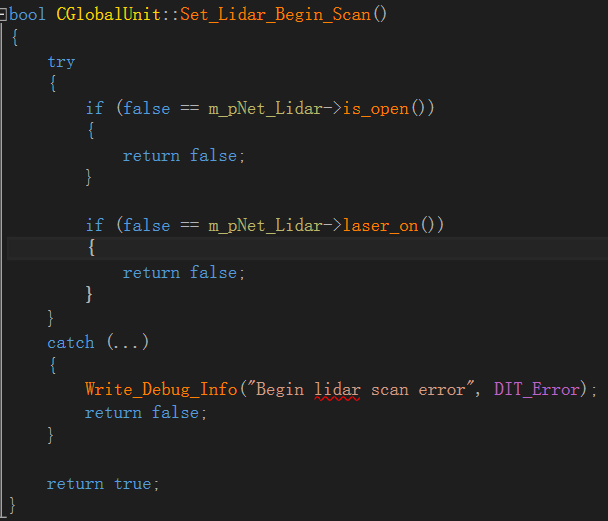 bool CGlobalUnit::Set_Lidar_Begin_Scan()
{
try
{
if (false == m_pNet_Lidar->is_open())
{
return false;
}
if (false == m_pNet_Lidar->laser_on())
{
return false;
}
}
catch (...)
{
Write_Debug_Info("Begin lidar scan error", DIT_Error);
return false;
}
return true;
}